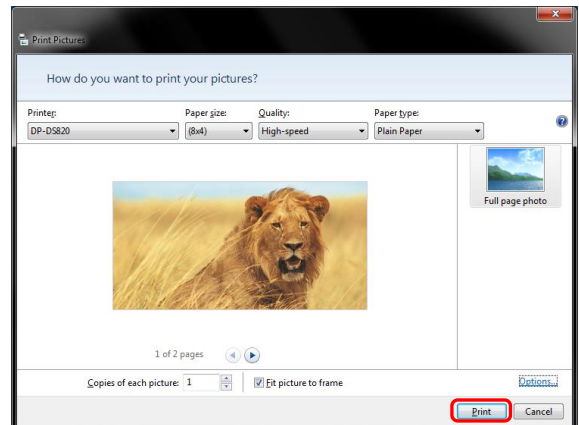 Print Pictures
How do you want to print your pictures?
Printer: Paper size: Quality: Paper type:
DP-DS820 (8x4) High-speed Plain Paper
Full page photo
1 of 2 pages
Copies of each picture: 1 Fit picture to frame Options...
Print Cancel